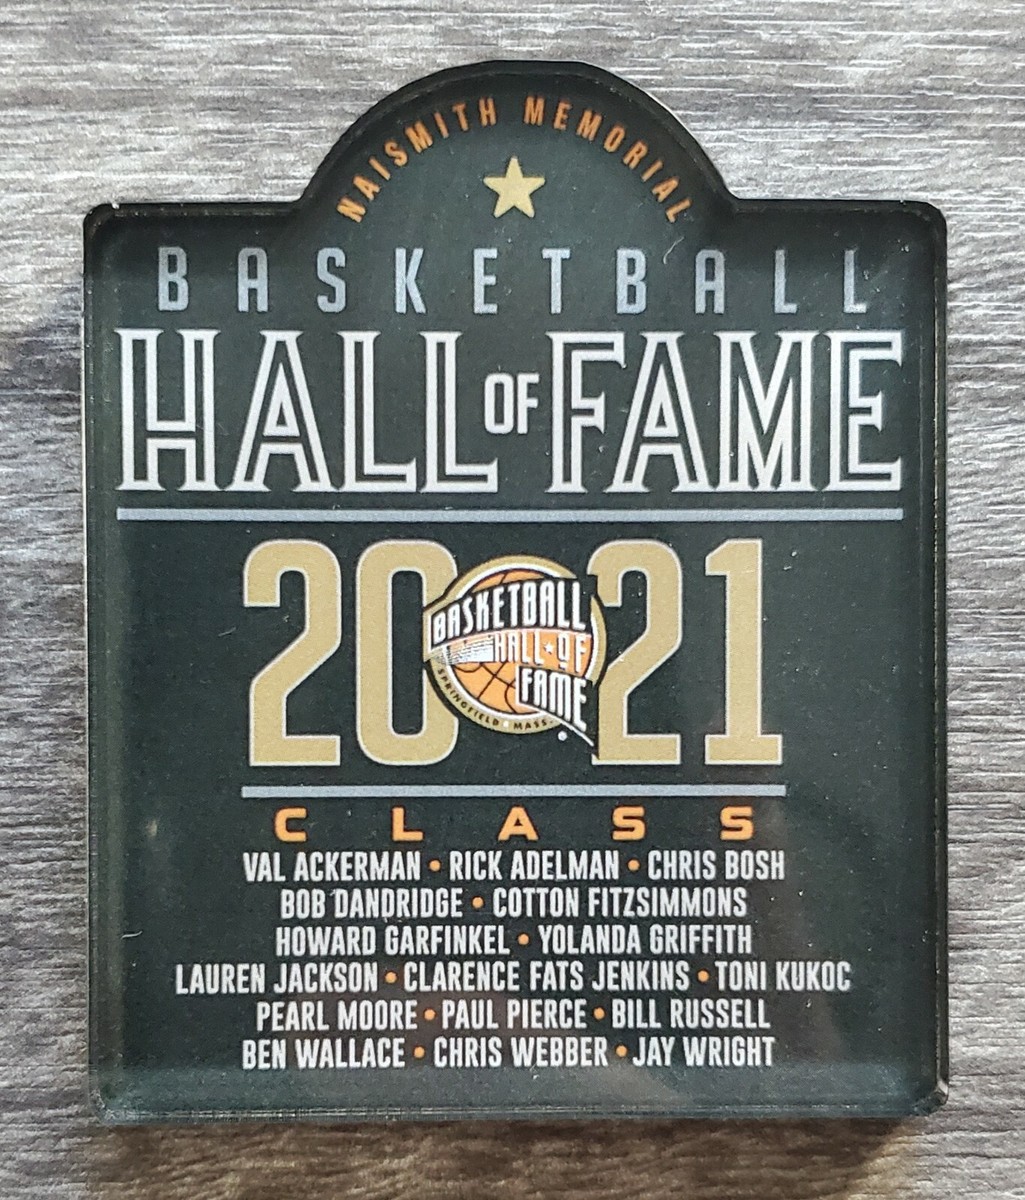 NAISMITH MEMORIAL
BASKETBALL
HALL OF FAME
2021
BASKETBALL
HALL OF
FAME
SPRINGFIELD MASS.
®
CLASS
VAL ACKERMAN • RICK ADELMAN • CHRIS BOSH
BOB DANDRIDGE • COTTON FITZSIMMONS
HOWARD GARFINKEL • YOLANDA GRIFFITH
LAUREN JACKSON • CLARENCE FATS JENKINS • TONI KUKOC
PEARL MOORE • PAUL PIERCE • BILL RUSSELL
BEN WALLACE • CHRIS WEBBER • JAY WRIGHT